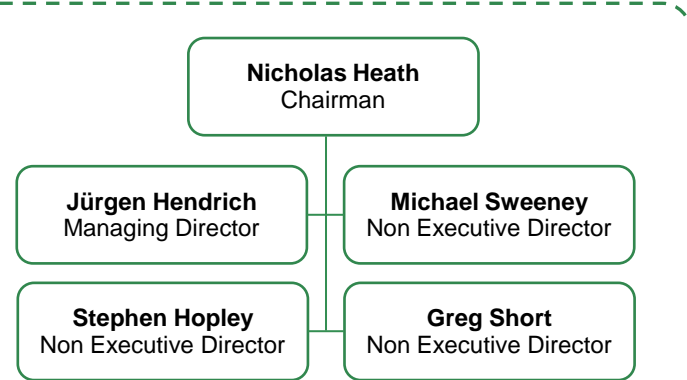 Nicholas Heath
Chairman
Jürgen Hendrich
Managing Director
Michael Sweeney
Non Executive Director
Stephen Hopley
Non Executive Director
Greg Short
Non Executive Director